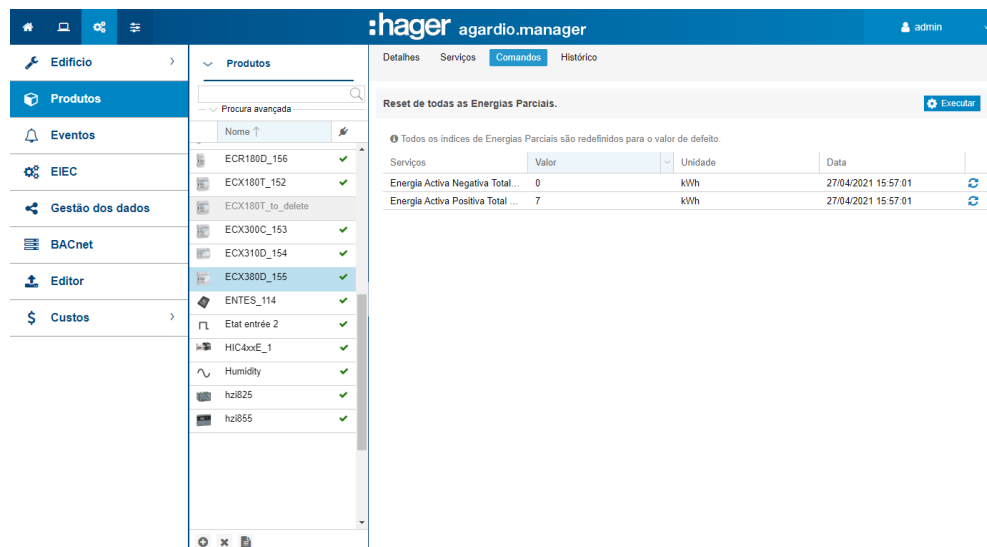 :hager agardio.manager
admin
Edificio
Produtos
Eventos
EIEC
Gestão dos dados
BACnet
Editor
Custos
Produtos
Procura avançada
Nome
ECR180D_156
ECX180T_152
ECX180T_to_delete
ECX300C_153
ECX310D_154
ECX380D_155
ENTES_114
Etat entrée 2
HIC4xxE_1
Humidity
hzi825
hzi855
Detalhes Serviços Comandos Histórico
Reset de todas as Energias Parciais. Executar
Todos os índices de Energias Parciais são redefinidos para o valor de defeito.
Serviços Valor Unidade Data
Energia Activa Negativa Total... 0 kWh 27/04/2021 15:57:01
Energia Activa Positiva Total ... 7 kWh 27/04/2021 15:57:01